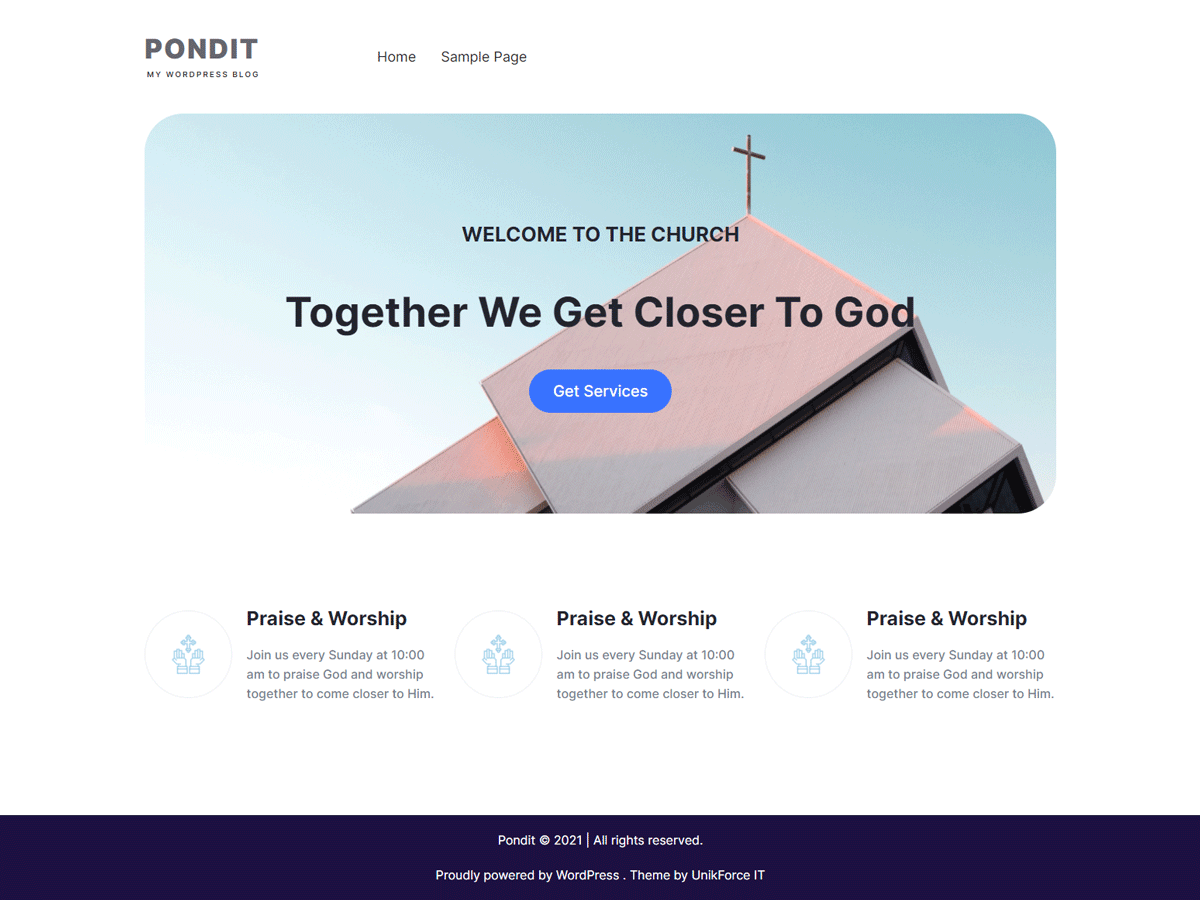 PONDIT
MY WORDPRESS BLOG
Home
Sample Page
WELCOME TO THE CHURCH
Together We Get Closer To God
Get Services
Praise & Worship
Join us every Sunday at 10:00
am to praise God and worship
together to come closer to Him.
Praise & Worship
Join us every Sunday at 10:00
am to praise God and worship
together to come closer to Him.
Praise & Worship
Join us every Sunday at 10:00
am to praise God and worship
together to come closer to Him.
Pondit © 2021 | All rights reserved.
Proudly powered by WordPress . Theme by UnikForce IT